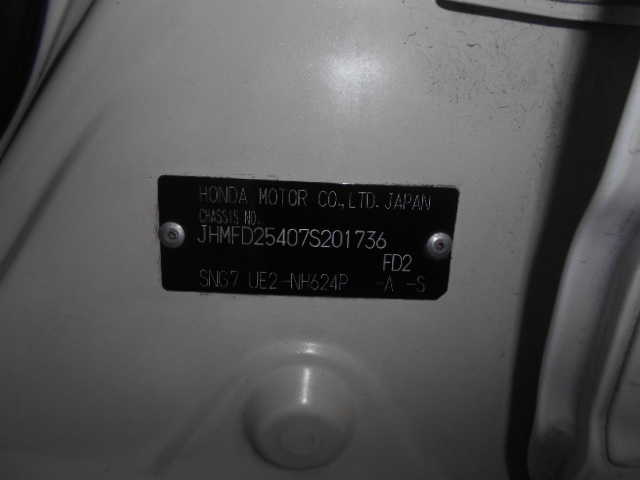 HONDA MOTOR CO.,LTD. JAPAN
CHASSIS NO.
JHMFD25407S201736
FD2
SNG7 UE2-NH624P -A -S